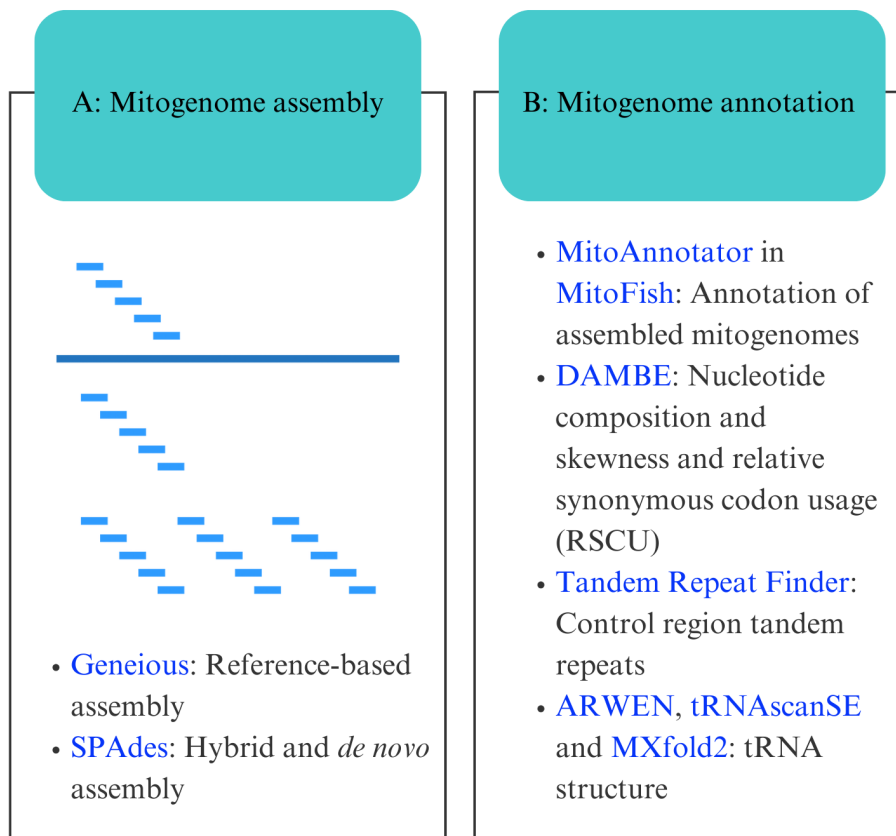 A: Mitogenome assembly
• Geneious: Reference-based
assembly
• SPAdes: Hybrid and de novo
assembly
B: Mitogenome annotation
• MitoAnnotator in
MitoFish: Annotation of
assembled mitogenomes
• DAMBE: Nucleotide
composition and
skewness and relative
synonymous codon usage
(RSCU)
• Tandem Repeat Finder:
Control region tandem
repeats
• ARWEN, tRNAscanSE
and MXfold2: tRNA
structure